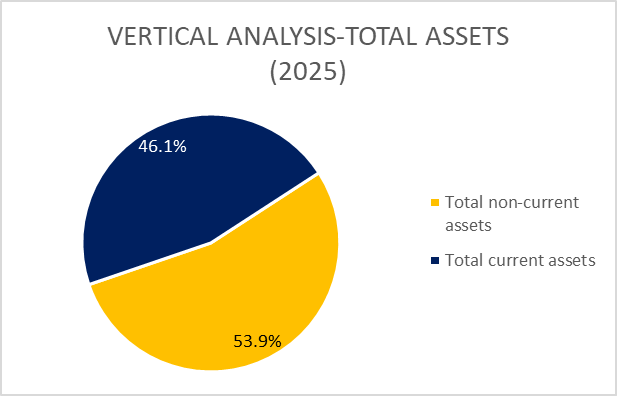 VERTICAL ANALYSIS-TOTAL ASSETS
(2025)
46.1%
53.9%
Total non-current
assets
Total current assets